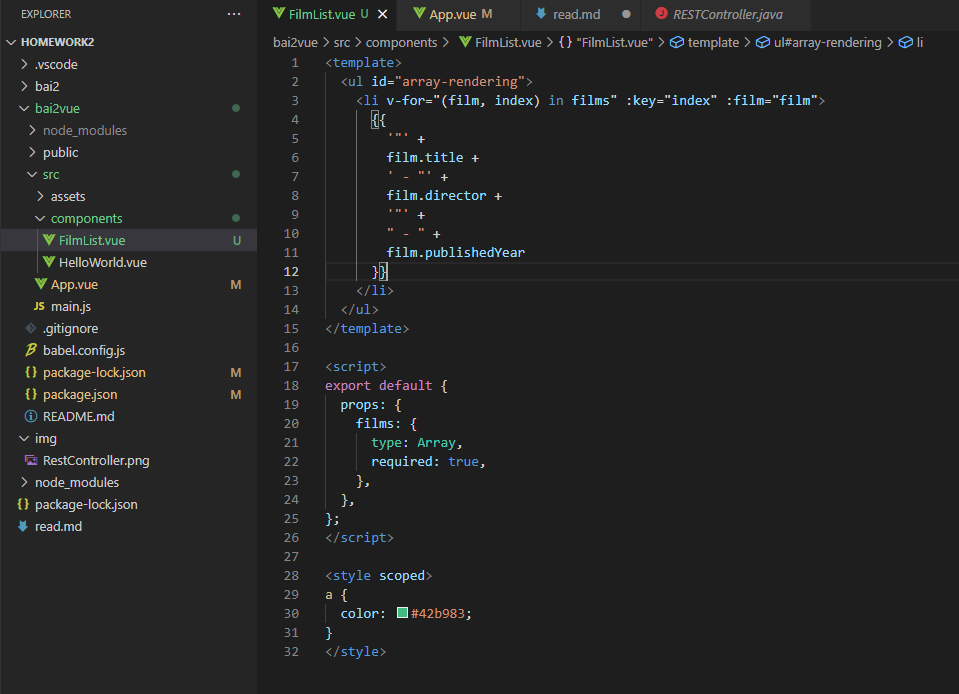 EXPLORER ···
HOMEWORK2
.vscode
bai2
bai2vue
node_modules
public
src
assets
components
FilmList.vue U
HelloWorld.vue
App.vue M
JS main.js
.gitignore
babel.config.js
{} package-lock.json M
{} package.json M
README.md
img
RestController.png
node_modules
{} package-lock.json
read.md
FilmList.vue U × App.vue M read.md ● J RESTController.java
bai2vue > src > components > FilmList.vue > {} "FilmList.vue" > template > ul#array-rendering > li
1 <template>
2 <ul id="array-rendering">
3 <li v-for="(film, index) in films" :key="index" :film="film">
4 {{
5 '"' +
6 film.title +
7 ' - "' +
8 film.director +
9 '"' +
10 " - " +
11 film.publishedYear
12 }}
13 </li>
14 </ul>
15 </template>
16
17 <script>
18 export default {
19 props: {
20 films: {
21 type: Array,
22 required: true,
23 },
24 },
25 };
26 </script>
27
28 <style scoped>
29 a {
30 color: #42b983;
31 }
32 </style>